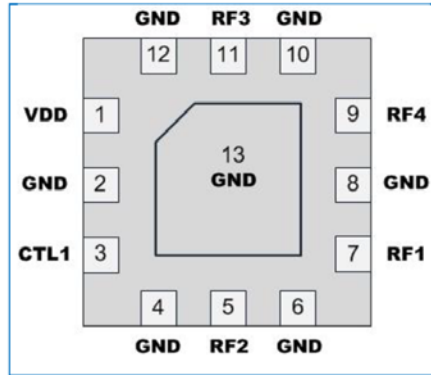 GND RF3 GND
12 11 10
VDD 1 9 RF4
13
GND
GND 2 8 GND
CTL1 3 7 RF1
4 5 6
GND RF2 GND